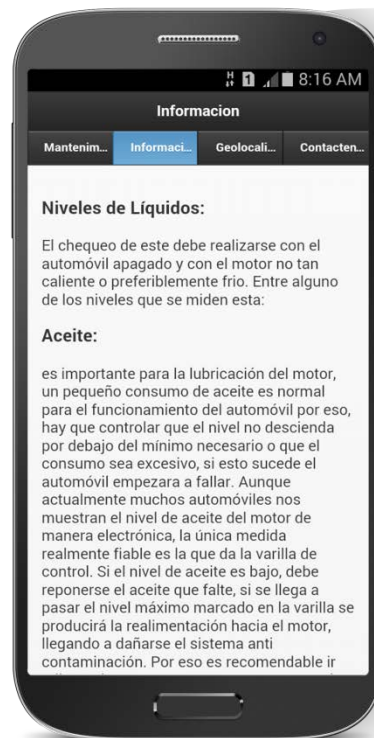 H 1 8:16 AM
Informacion
Mantenim... Informaci... Geolocali... Contacten...
Niveles de Líquidos:
El chequeo de este debe realizarse con el
automóvil apagado y con el motor no tan
caliente o preferiblemente frio. Entre alguno
de los niveles que se miden esta:
Aceite:
es importante para la lubricación del motor,
un pequeño consumo de aceite es normal
para el funcionamiento del automóvil por eso,
hay que controlar que el nivel no descienda
por debajo del mínimo necesario o que el
consumo sea excesivo, si esto sucede el
automóvil empezara a fallar. Aunque
actualmente muchos automóviles nos
muestran el nivel de aceite del motor de
manera electrónica, la única medida
realmente fiable es la que da la varilla de
control. Si el nivel de aceite es bajo, debe
reponerse el aceite que falte, si se llega a
pasar el nivel máximo marcado en la varilla se
producirá la realimentación hacia el motor,
llegando a dañarse el sistema anti
contaminación. Por eso es recomendable ir